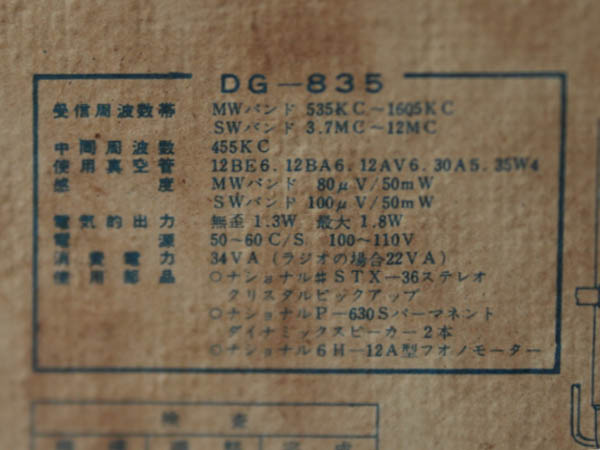 DG-835
受信周波数帯 MWバンド 535KC~1605KC
SWバンド 3.7MC~12MC
中間周波数 455KC
使用真空管 12BE6. 12BA6. 12AV6. 30A5. 35W4
感度 MWバンド 80μV/50mW
SWバンド 100μV/50mW
電気的出力 無歪 1.3W 最大 1.8W
電源 50~60C/S 100~110V
消費電力 34VA (ラジオの場合22VA)
使用部品 ○ナショナル♯STX-36ステレオ
クリスタルピックアップ
○ナショナルP-630Sパーマネント
ダイナミックスピーカー2本
○ナショナル6H-12A型フオノモーター
検査